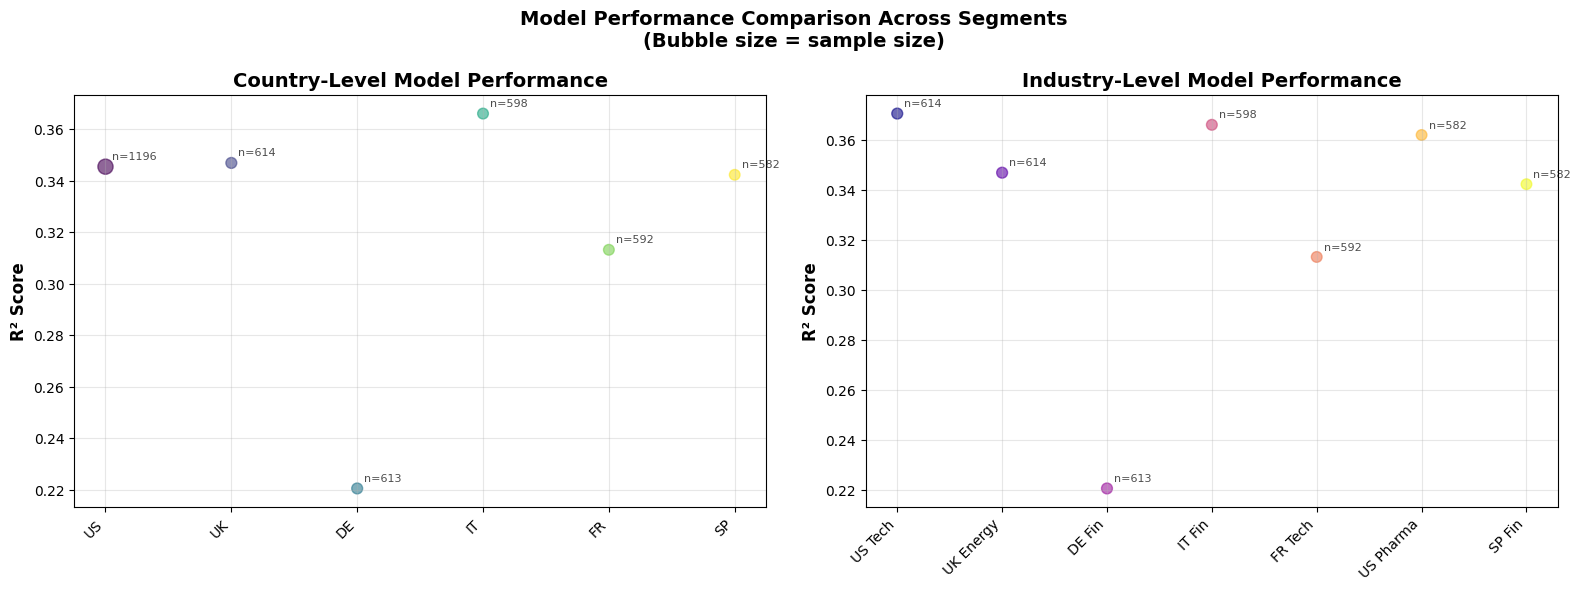 Model Performance Comparison Across Segments
(Bubble size = sample size)
Country-Level Model Performance
R² Score
0.36
0.34
0.32
0.30
0.28
0.26
0.24
0.22
n=1196
n=614
n=613
n=598
n=592
n=582
US
UK
DE
IT
FR
SP
Industry-Level Model Performance
R² Score
0.36
0.34
0.32
0.30
0.28
0.26
0.24
0.22
n=614
n=614
n=613
n=598
n=592
n=582
n=582
US Tech
UK Energy
DE Fin
IT Fin
FR Tech
US Pharma
SP Fin